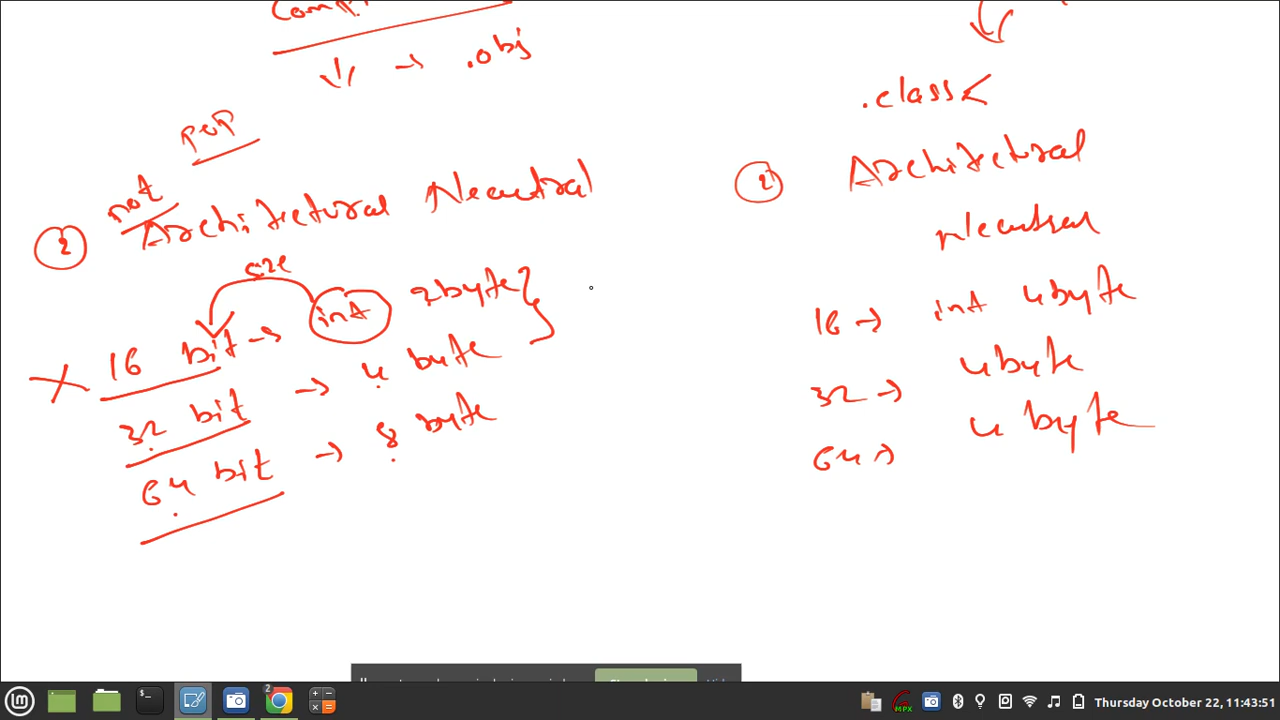 → .obj
.class
POP
not
② Architectural Neutral
size
16 bit → int 2byte
32 bit → 4 byte
64 bit → 8 byte
② Architectural
Neutral
16 → int 4byte
32 → 4byte
64 → 4 byte
Thursday October 22, 11:43:51